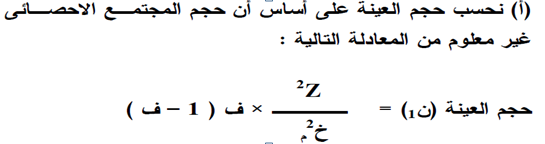 (أ) نحسب حجم العينة على أساس أن حجم المجتمع الاحصائى
غير معلوم من المعادلة التالية :
حجم العينة (ن1) = Z² / خ²م × ف ( 1 – ف )